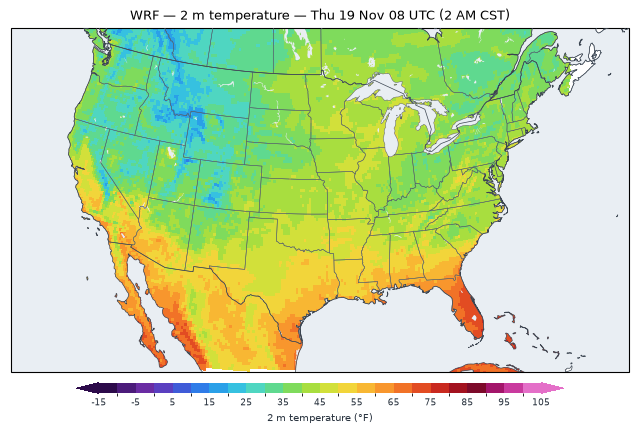 WRF — 2 m temperature — Thu 19 Nov 08 UTC (2 AM CST)
-15 -5 5 15 25 35 45 55 65 75 85 95 105
2 m temperature (°F)